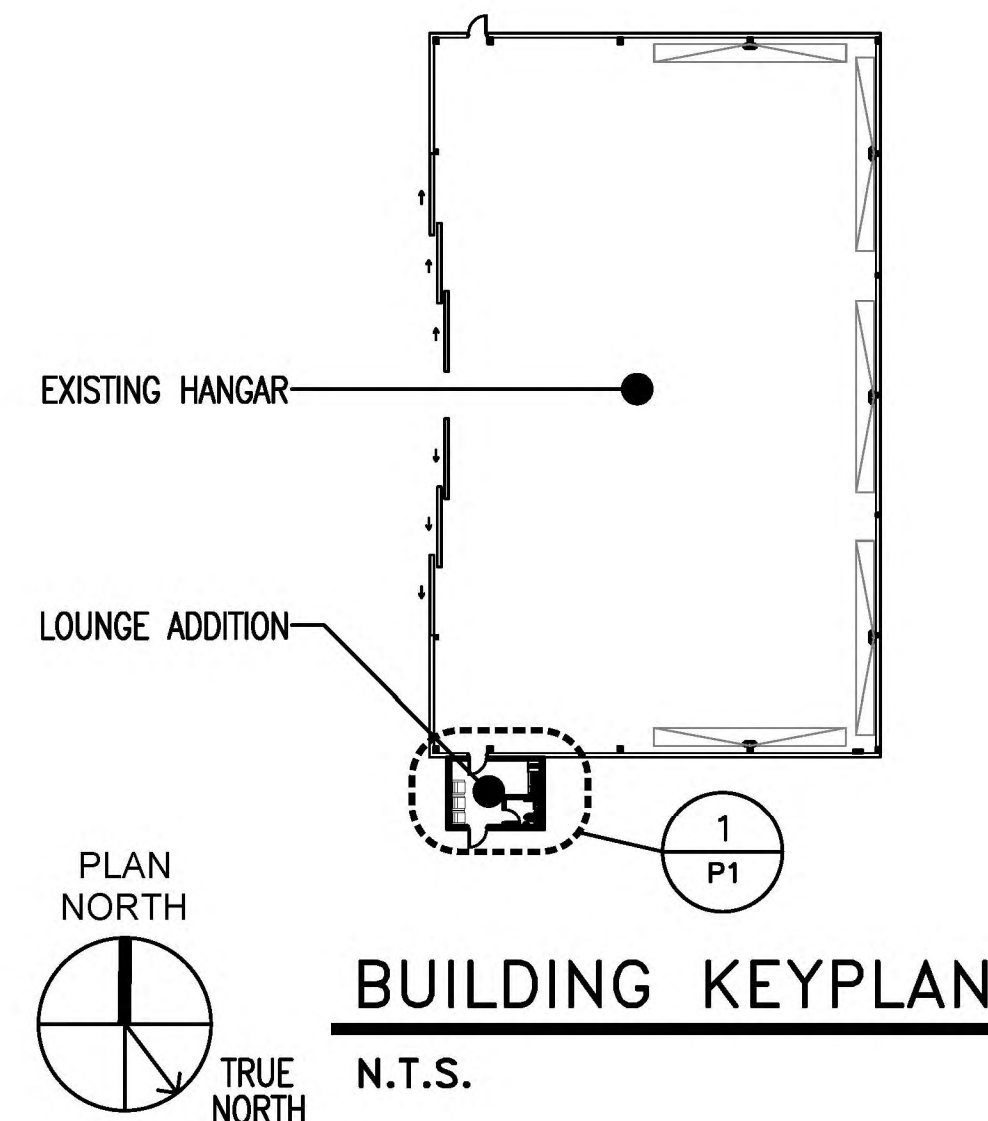 EXISTING HANGAR
LOUNGE ADDITION
1
P1
PLAN
NORTH
TRUE
NORTH
BUILDING KEYPLAN
N.T.S.